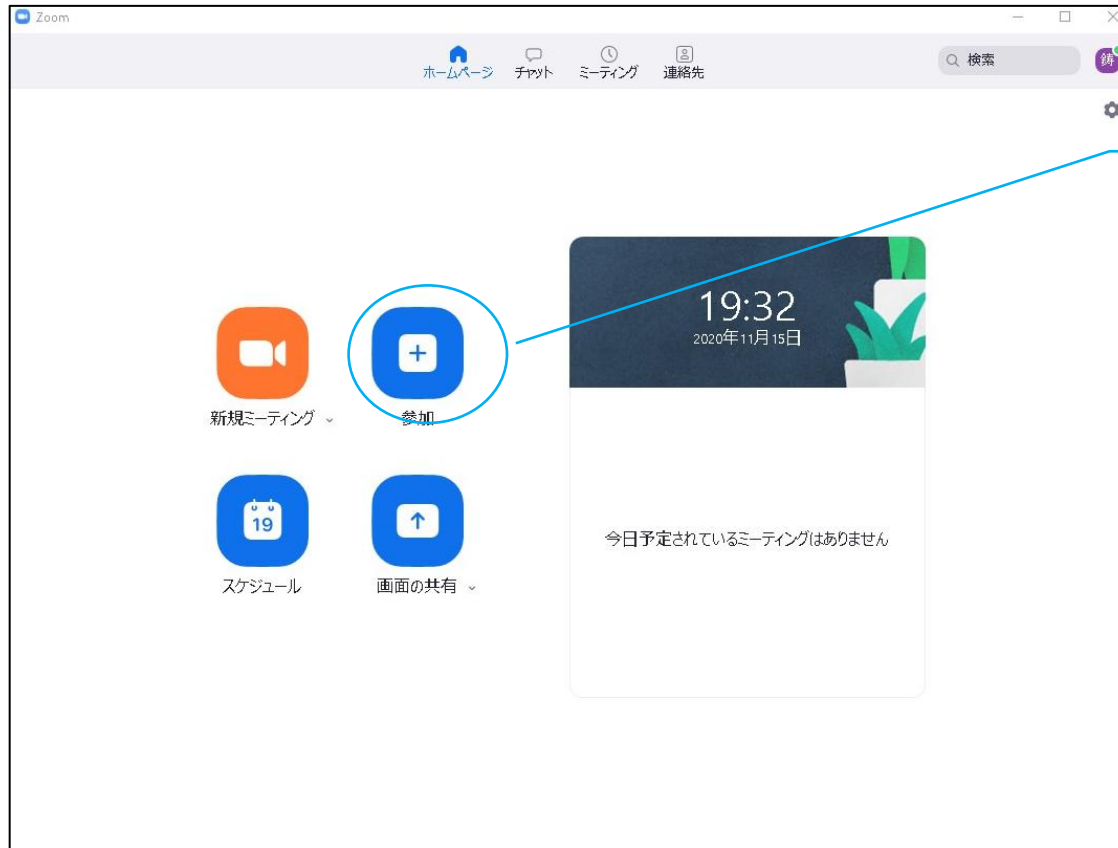 Zoom
ホームページ チャット ミーティング 連絡先
検索
鋳
19:32
2020年11月15日
新規ミーティング 参加
19
スケジュール 画面の共有
今日予定されているミーティングはありません